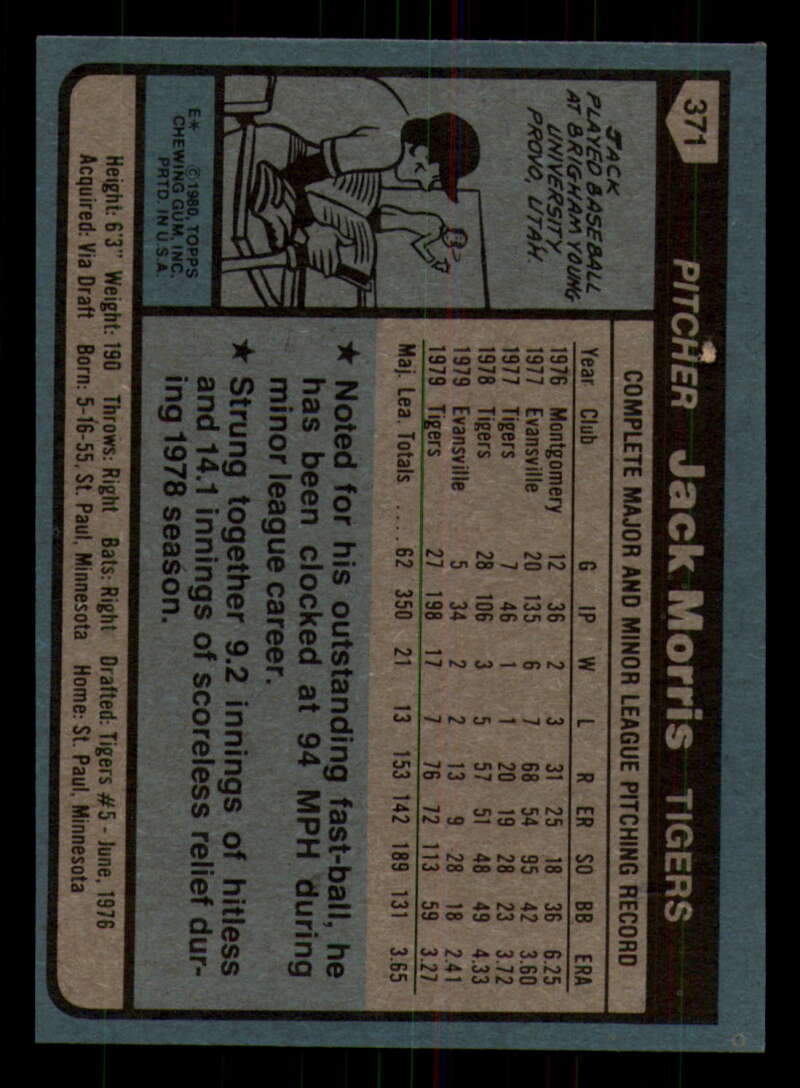 371
PITCHER Jack Morris TIGERS
JACK
PLAYED BASEBALL
AT BRIGHAM YOUNG
UNIVERSITY
PROVO, UTAH.
E* ©1980, TOPPS
CHEWING GUM, INC.
PRTD. IN U.S.A.
COMPLETE MAJOR AND MINOR LEAGUE PITCHING RECORD
Year Club G IP W L R ER SO BB ERA
1976 Montgomery 12 36 2 3 31 25 18 36 6.25
1977 Evansville 20 135 6 7 68 54 95 42 3.60
1977 Tigers 7 46 1 1 20 19 28 23 3.72
1978 Tigers 28 106 3 5 57 51 48 49 4.33
1979 Evansville 5 34 2 2 13 9 28 18 2.41
1979 Tigers 27 198 17 7 76 72 113 59 3.27
Maj. Lea. Totals ..... 62 350 21 13 153 142 189 131 3.65
★ Noted for his outstanding fast-ball, he
has been clocked at 94 MPH during
minor league career.
★ Strung together 9.2 innings of hitless
and 14.1 innings of scoreless relief dur-
ing 1978 season.
Height: 6'3" Weight: 190 Throws: Right Bats: Right Drafted: Tigers #5 - June, 1976
Acquired: Via Draft Born: 5-16-55, St. Paul, Minnesota Home: St. Paul, Minnesota